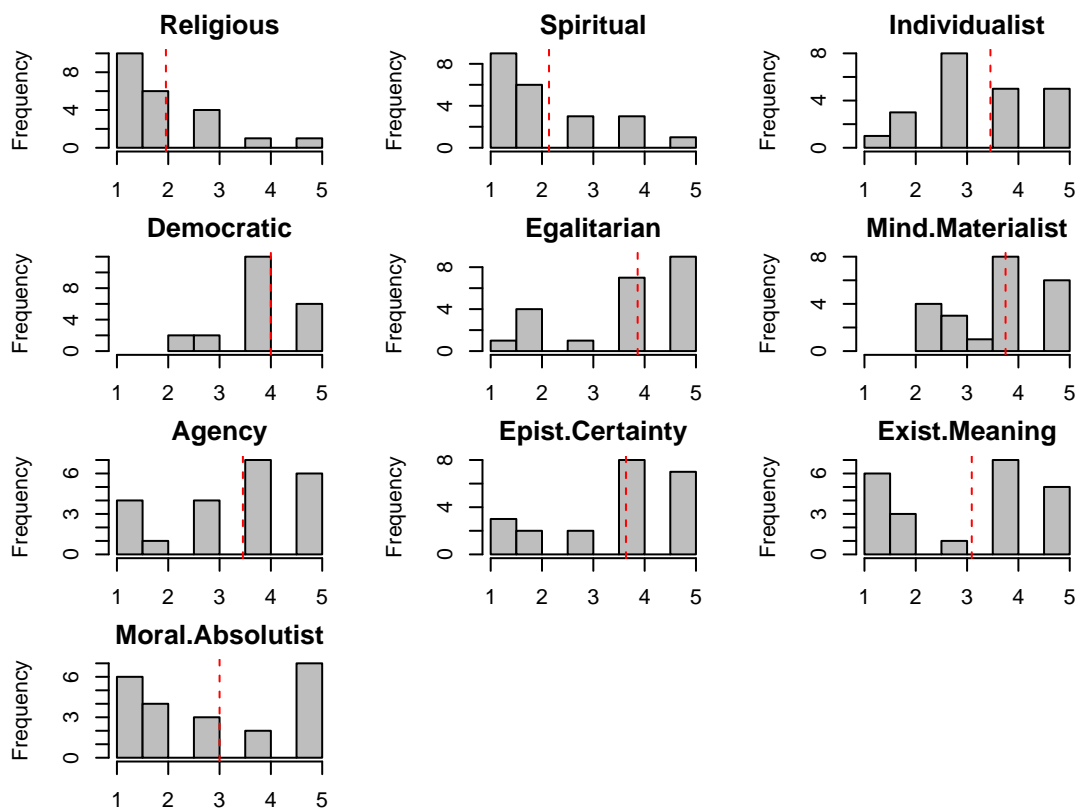 Religious
Frequency
0 4 8
1 2 3 4 5
Spiritual
Frequency
0 4 8
1 2 3 4 5
Individualist
Frequency
0 4 8
1 2 3 4 5
Democratic
Frequency
0 4 8
1 2 3 4 5
Egalitarian
Frequency
0 4 8
1 2 3 4 5
Mind.Materialist
Frequency
0 4 8
1 2 3 4 5
Agency
Frequency
0 3 6
1 2 3 4 5
Epist.Certainty
Frequency
0 4 8
1 2 3 4 5
Exist.Meaning
Frequency
0 3 6
1 2 3 4 5
Moral.Absolutist
Frequency
0 3 6
1 2 3 4 5